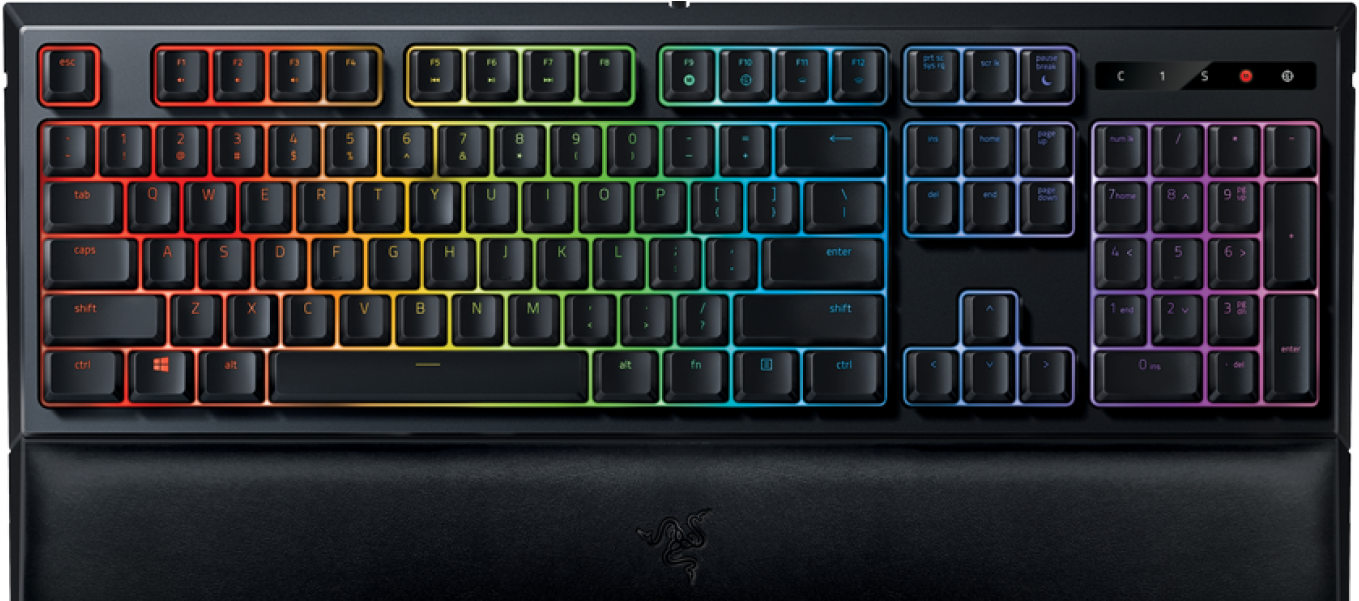 esc F1 F2 F3 F4 F5 F6 F7 F8 F9 F10 F11 F12 prt sc scr lk pause C 1 S
sys rq break
1 2 3 4 5 6 7 8 9 0 - = ← ins home page num lk / * -
! @ # $ % ^ & * ( ) _ + up
tab Q W E R T Y U I O P [ ] \ del end page 7 home 8 ^ 9 pg
{ } | down up
caps A S D F G H J K L ; ' enter 4 < 5 6 > +
: "
shift Z X C V B N M , . / shift ^ 1 end 2 v 3 pg
< > ? dn
ctrl alt — alt fn ctrl < v > 0 ins . del enter